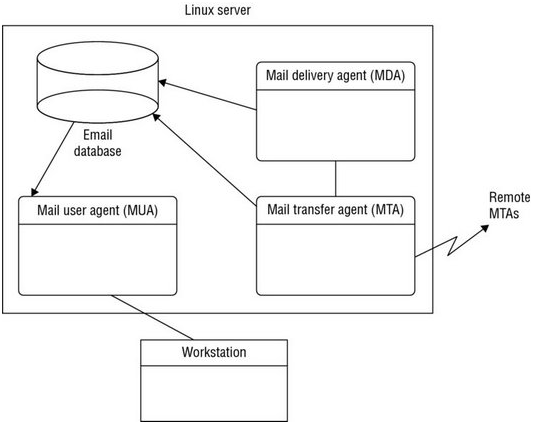 Linux server
Mail delivery agent (MDA)
Email
database
Mail user agent (MUA)
Mail transfer agent (MTA)
Remote
MTAs
Workstation